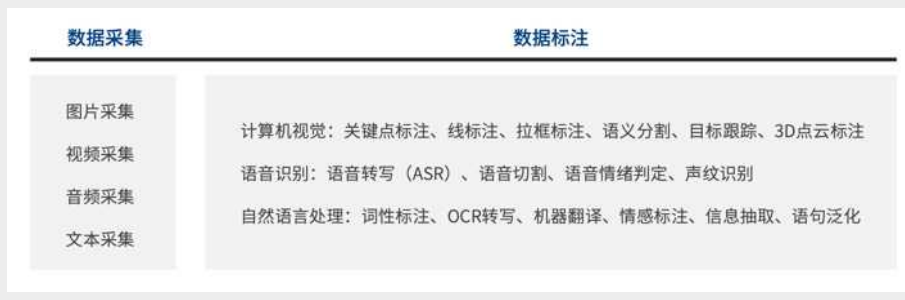 数据采集
数据标注
图片采集
视频采集
音频采集
文本采集
计算机视觉：关键点标注、线标注、拉框标注、语义分割、目标跟踪、3D点云标注
语音识别：语音转写（ASR）、语音切割、语音情绪判定、声纹识别
自然语言处理：词性标注、OCR转写、机器翻译、情感标注、信息抽取、语句泛化